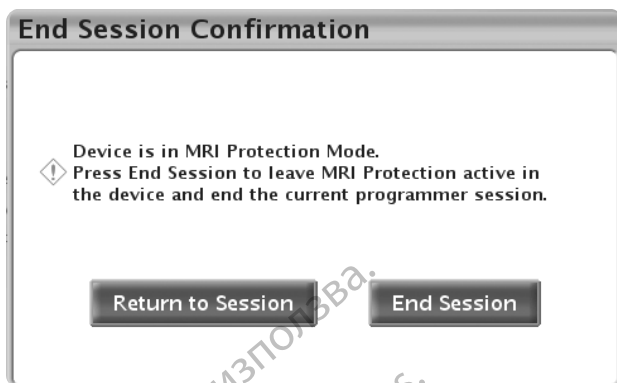 End Session Confirmation
Device is in MRI Protection Mode.
Press End Session to leave MRI Protection active in
the device and end the current programmer session.
Return to Session
End Session
използва.